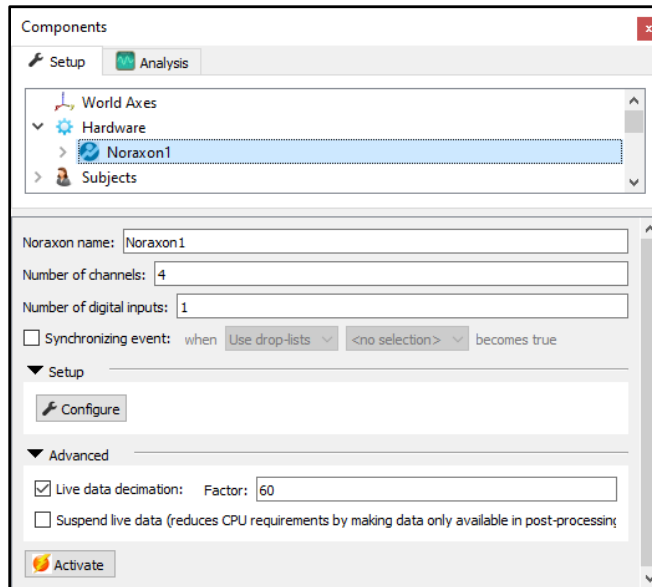 Components
Setup Analysis
World Axes
Hardware
Noraxon1
Subjects
Noraxon name: Noraxon1
Number of channels: 4
Number of digital inputs: 1
Synchronizing event: when Use drop-lists <no selection> becomes true
Setup
Configure
Advanced
Live data decimation: Factor: 60
Suspend live data (reduces CPU requirements by making data only available in post-processing
Activate